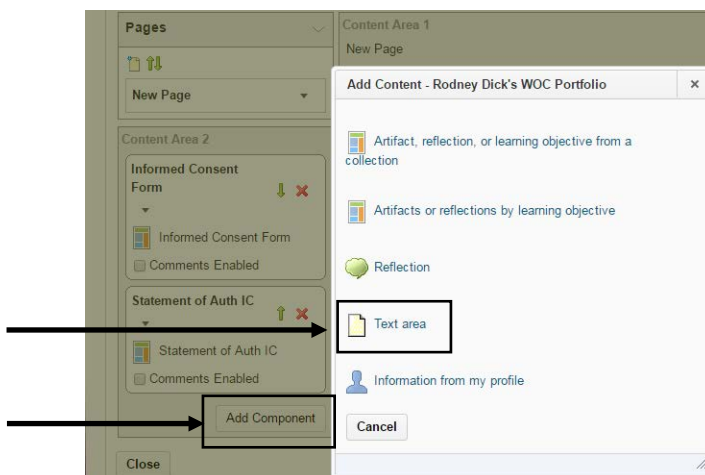 Pages
New Page
Content Area 2
Informed Consent
Form
Informed Consent Form
Comments Enabled
Statement of Auth IC
Statement of Auth IC
Comments Enabled
Add Component
Close
Content Area 1
New Page
Add Content - Rodney Dick's WOC Portfolio
Artifact, reflection, or learning objective from a
collection
Artifacts or reflections by learning objective
Reflection
Text area
Information from my profile
Cancel